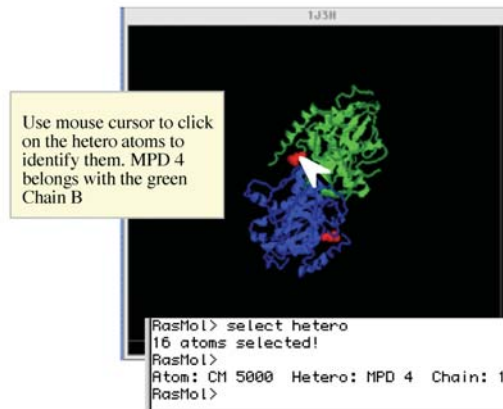 1J3H
Use mouse cursor to click
on the hetero atoms to
identify them. MPD 4
belongs with the green
Chain B
RasMol> select hetero
16 atoms selected!
RasMol>
Atom: CM 5000 Hetero: MPD 4 Chain: 1
RasMol>